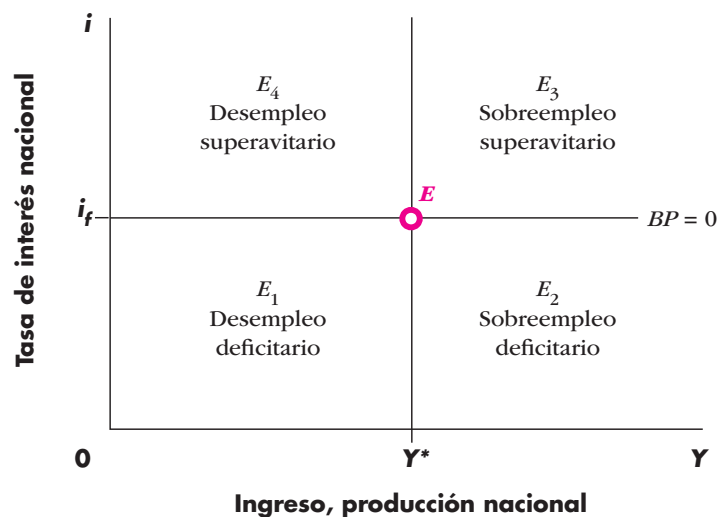 i
E₄
Desempleo
superavitario
E₃
Sobreempleo
superavitario
E
i_f
BP = 0
Tasa de interés nacional
E₁
Desempleo
deficitario
E₂
Sobreempleo
deficitario
0
Y*
Y
Ingreso, producción nacional